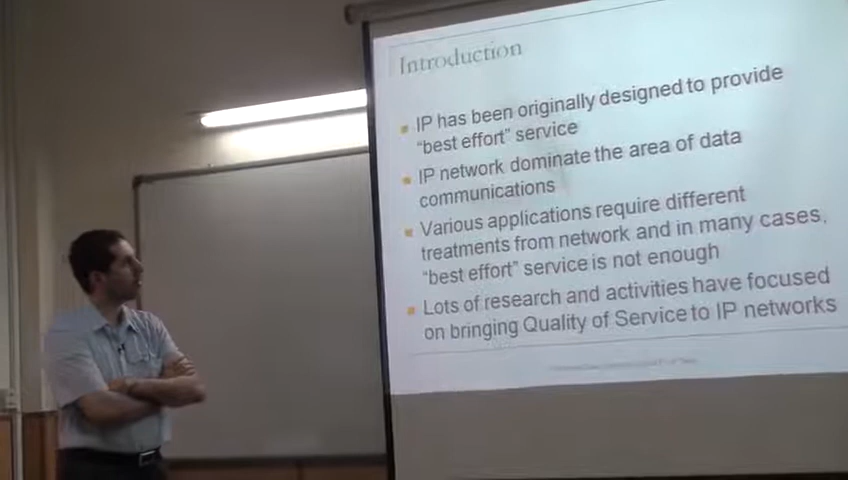 Introduction
IP has been originally designed to provide
"best effort" service
IP network dominate the area of data
communications
Various applications require different
treatments from network and in many cases,
"best effort" service is not enough
Lots of research and activities have focused
on bringing Quality of Service to IP networks